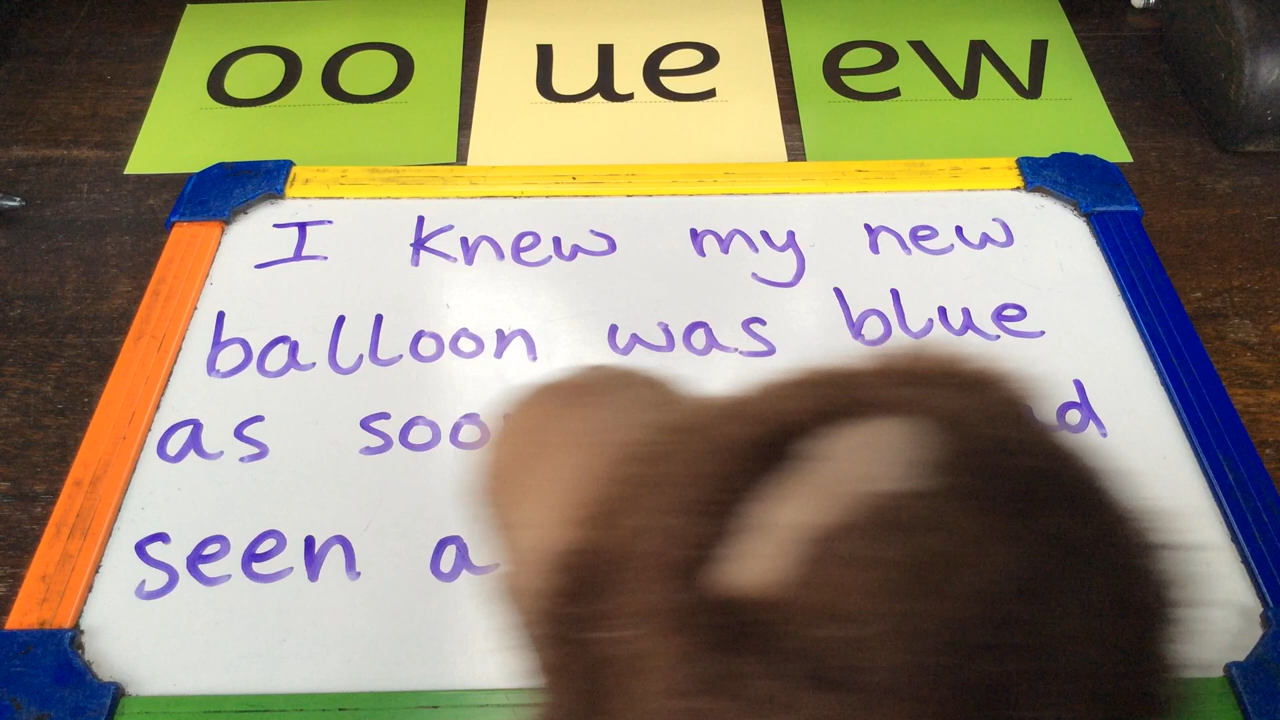 oo ue ew
I knew my new
balloon was blue
as
seen a